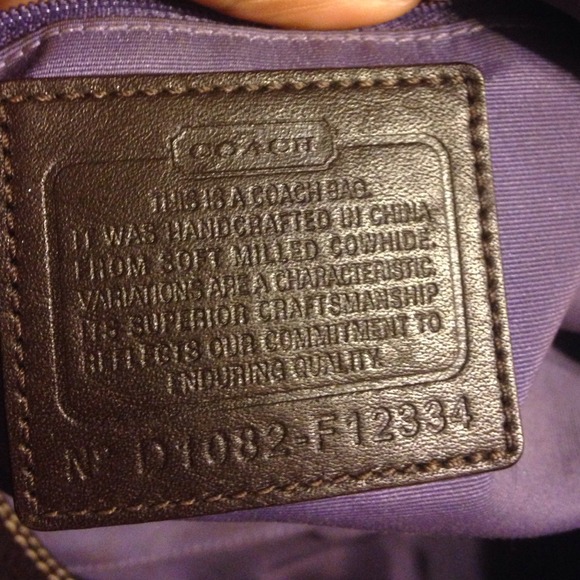 COACH
THIS IS A COACH BAG.
IT WAS HANDCRAFTED IN CHINA
FROM SOFT MILLED COWHIDE.
VARIATIONS ARE A CHARACTERISTIC.
ITS SUPERIOR CRAFTSMANSHIP
REFLECTS OUR COMMITMENT TO
ENDURING QUALITY.
Nº D1082-F12334